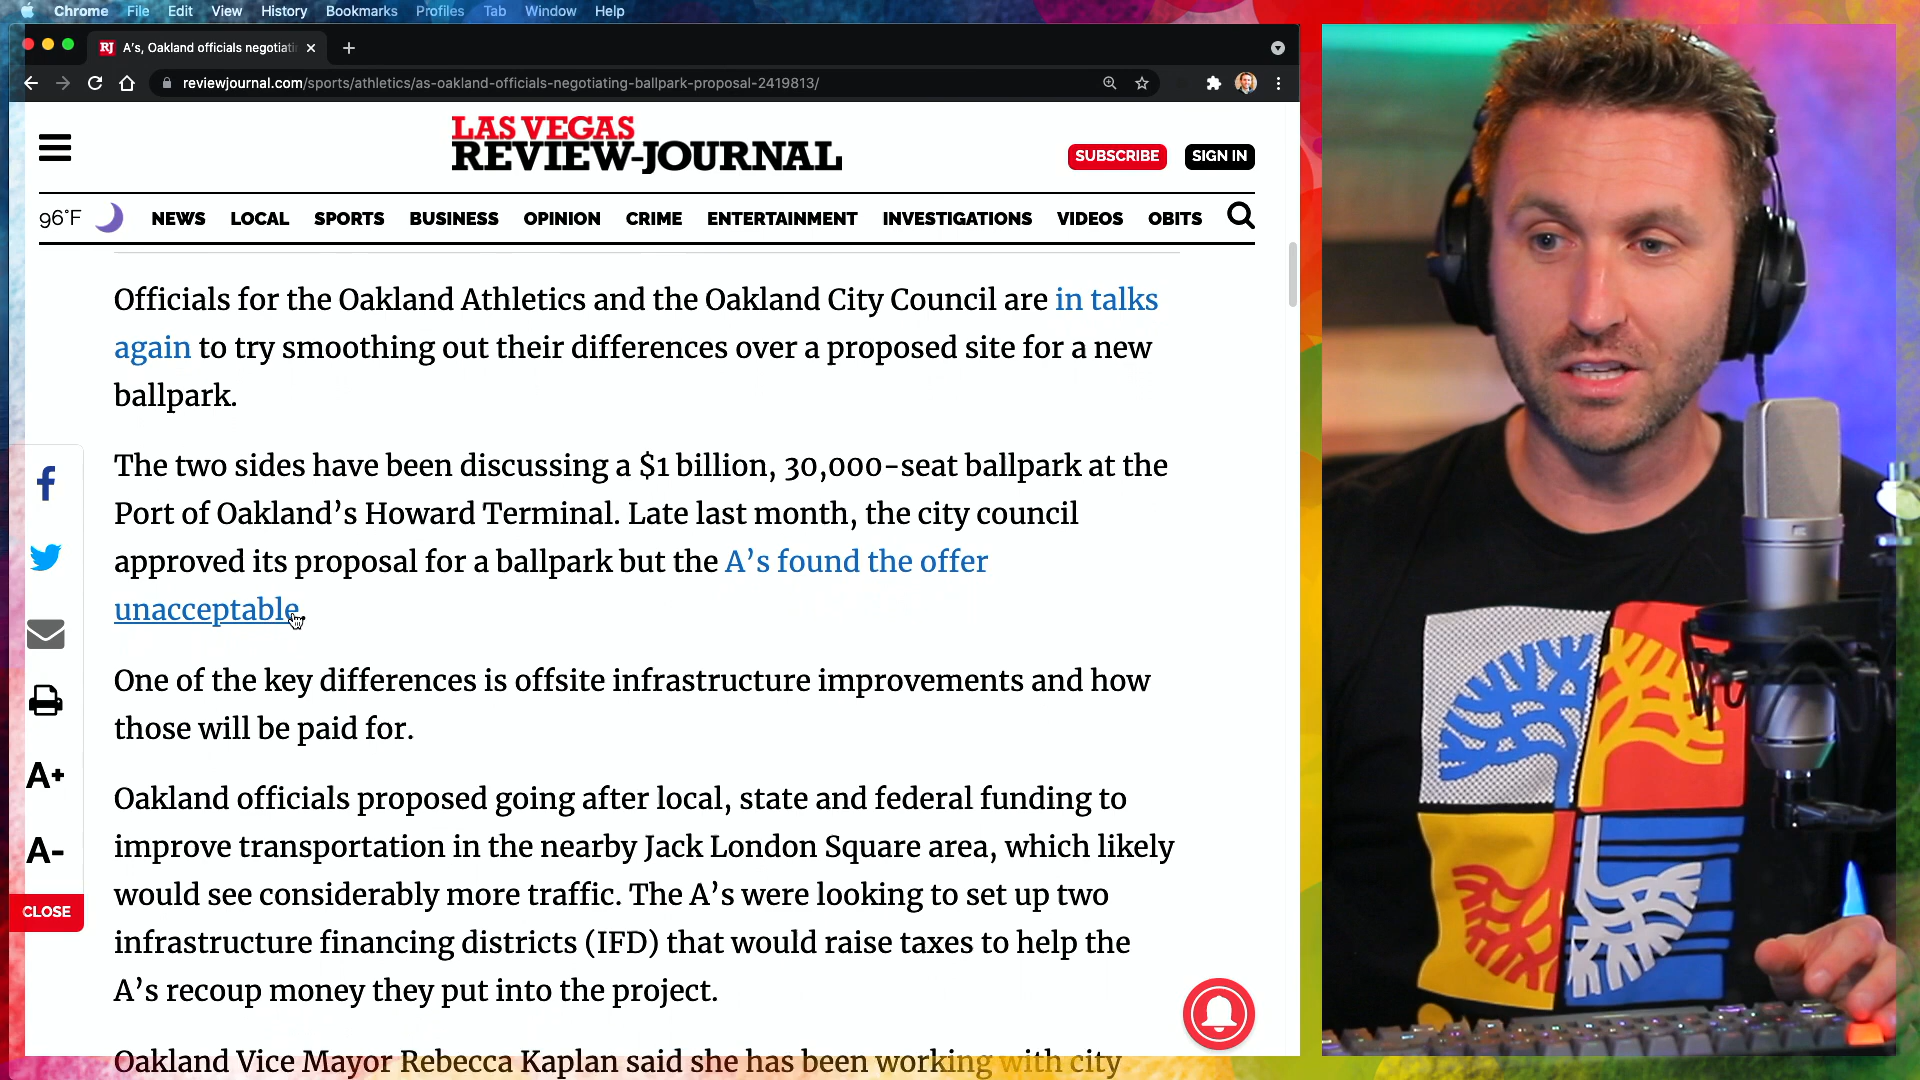 Chrome File Edit View History Bookmarks Profiles Tab Window Help
RJ A's, Oakland officials negotiati
reviewjournal.com/sports/athletics/as-oakland-officials-negotiating-ballpark-proposal-2419813/
LAS VEGAS
REVIEW-JOURNAL
SUBSCRIBE SIGN IN
96°F NEWS LOCAL SPORTS BUSINESS OPINION CRIME ENTERTAINMENT INVESTIGATIONS VIDEOS OBITS
Officials for the Oakland Athletics and the Oakland City Council are in talks
again to try smoothing out their differences over a proposed site for a new
ballpark.
The two sides have been discussing a $1 billion, 30,000-seat ballpark at the
Port of Oakland’s Howard Terminal. Late last month, the city council
approved its proposal for a ballpark but the A’s found the offer
unacceptable.
One of the key differences is offsite infrastructure improvements and how
those will be paid for.
Oakland officials proposed going after local, state and federal funding to
improve transportation in the nearby Jack London Square area, which likely
would see considerably more traffic. The A’s were looking to set up two
infrastructure financing districts (IFD) that would raise taxes to help the
A’s recoup money they put into the project.
Oakland Vice Mayor Rebecca Kaplan said she has been working with city
A+
A-
CLOSE